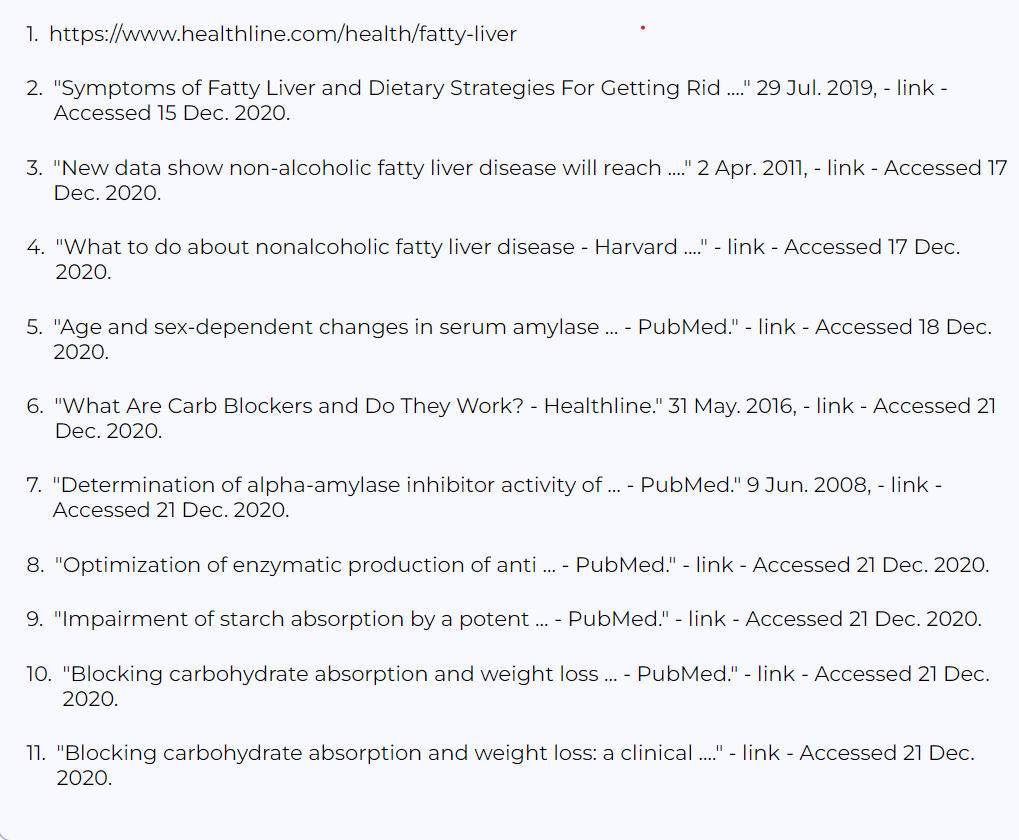 1. https://www.healthline.com/health/fatty-liver
2. "Symptoms of Fatty Liver and Dietary Strategies For Getting Rid ...." 29 Jul. 2019, - link -
Accessed 15 Dec. 2020.
3. "New data show non-alcoholic fatty liver disease will reach ...." 2 Apr. 2011, - link - Accessed 17
Dec. 2020.
4. "What to do about nonalcoholic fatty liver disease - Harvard ...." - link - Accessed 17 Dec.
2020.
5. "Age and sex-dependent changes in serum amylase ... - PubMed." - link - Accessed 18 Dec.
2020.
6. "What Are Carb Blockers and Do They Work? - Healthline." 31 May. 2016, - link - Accessed 21
Dec. 2020.
7. "Determination of alpha-amylase inhibitor activity of ... - PubMed." 9 Jun. 2008, - link -
Accessed 21 Dec. 2020.
8. "Optimization of enzymatic production of anti ... - PubMed." - link - Accessed 21 Dec. 2020.
9. "Impairment of starch absorption by a potent ... - PubMed." - link - Accessed 21 Dec. 2020.
10. "Blocking carbohydrate absorption and weight loss ... - PubMed." - link - Accessed 21 Dec.
2020.
11. "Blocking carbohydrate absorption and weight loss: a clinical ...." - link - Accessed 21 Dec.
2020.